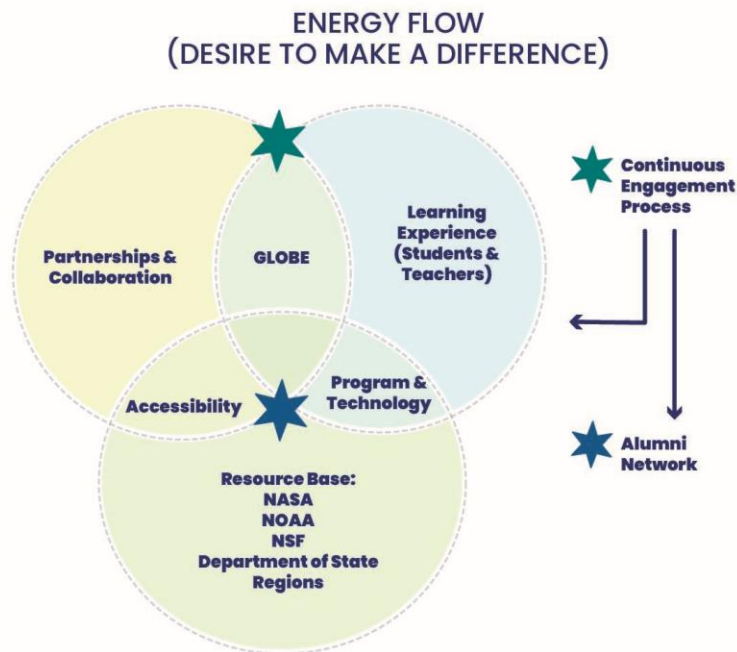 ENERGY FLOW
(DESIRE TO MAKE A DIFFERENCE)
Partnerships &
Collaboration
GLOBE
Learning
Experience
(Students &
Teachers)
Continuous
Engagement
Process
Accessibility
Program &
Technology
Alumni
Network
Resource Base:
NASA
NOAA
NSF
Department of State
Regions